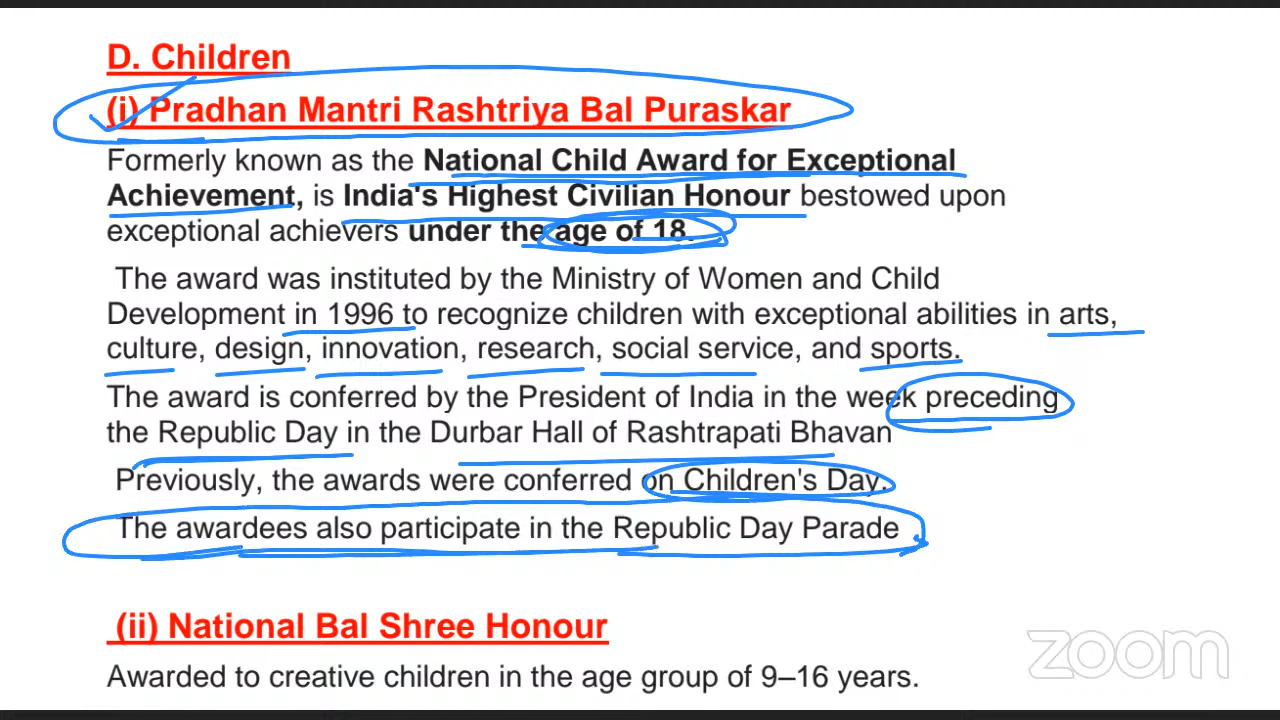 D. Children
(i) Pradhan Mantri Rashtriya Bal Puraskar
Formerly known as the National Child Award for Exceptional
Achievement, is India's Highest Civilian Honour bestowed upon
exceptional achievers under the age of 18.
The award was instituted by the Ministry of Women and Child
Development in 1996 to recognize children with exceptional abilities in arts,
culture, design, innovation, research, social service, and sports.
The award is conferred by the President of India in the week preceding
the Republic Day in the Durbar Hall of Rashtrapati Bhavan
Previously, the awards were conferred on Children's Day.
The awardees also participate in the Republic Day Parade
(ii) National Bal Shree Honour
zoom
Awarded to creative children in the age group of 9–16 years.